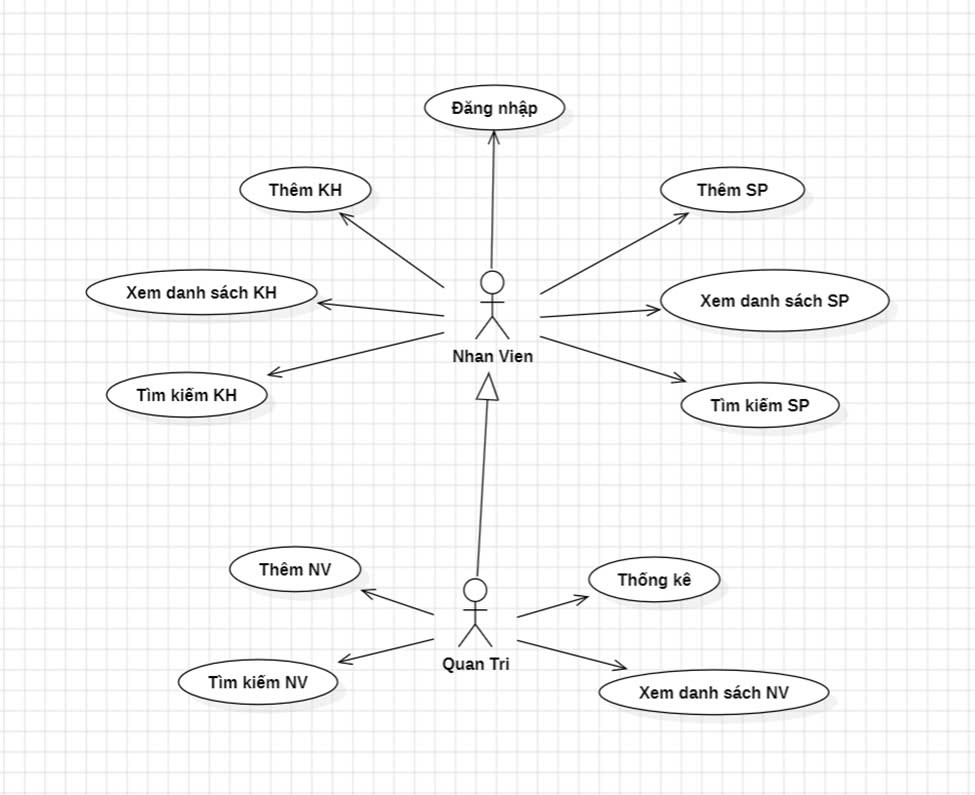 Đăng nhập
Thêm KH
Thêm SP
Xem danh sách KH
Xem danh sách SP
Nhan Vien
Tìm kiếm KH
Tìm kiếm SP
Thêm NV
Thống kê
Quan Tri
Tìm kiếm NV
Xem danh sách NV